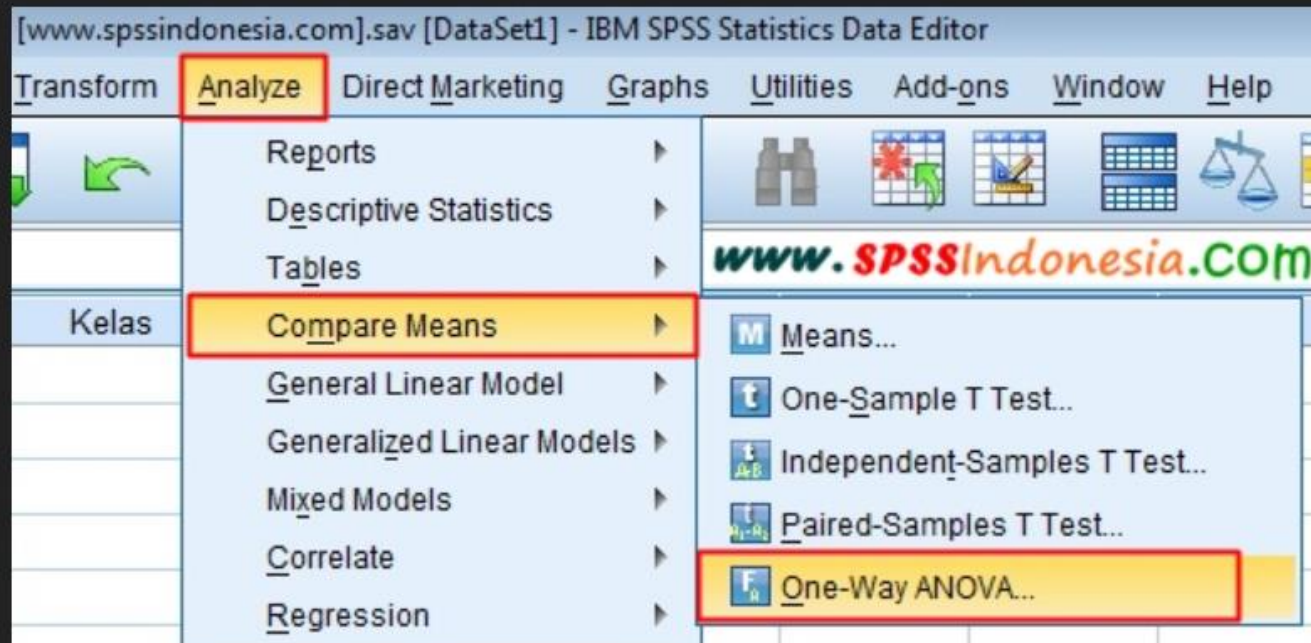 [www.spssindonesia.com].sav [DataSet1] - IBM SPSS Statistics Data Editor
Transform Analyze Direct Marketing Graphs Utilities Add-ons Window Help
Reports
Descriptive Statistics
Tables
www.SPSSIndonesia.COM
Kelas
Compare Means
General Linear Model
Generalized Linear Models
Mixed Models
Correlate
Regression
M Means...
t One-Sample T Test...
t A-B Independent-Samples T Test...
t A₁-A₂ Paired-Samples T Test...
F A One-Way ANOVA...